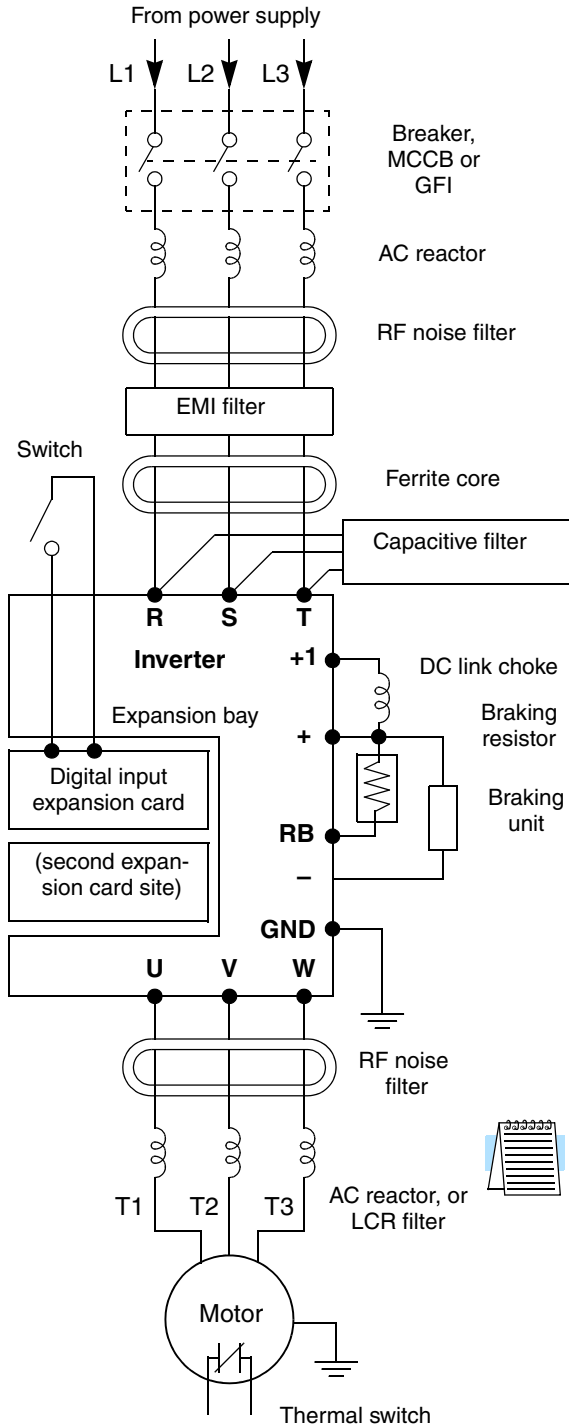 From power supply
L1 L2 L3
Breaker,
MCCB or
GFI
AC reactor
RF noise filter
EMI filter
Switch
Ferrite core
Capacitive filter
R S T
Inverter
+1
DC link choke
Expansion bay
+
Braking
resistor
Digital input
expansion card
Braking
unit
RB
(second expan-
sion card site)
–
GND
U V W
RF noise
filter
T1 T2 T3
AC reactor, or
LCR filter
Motor
Thermal switch